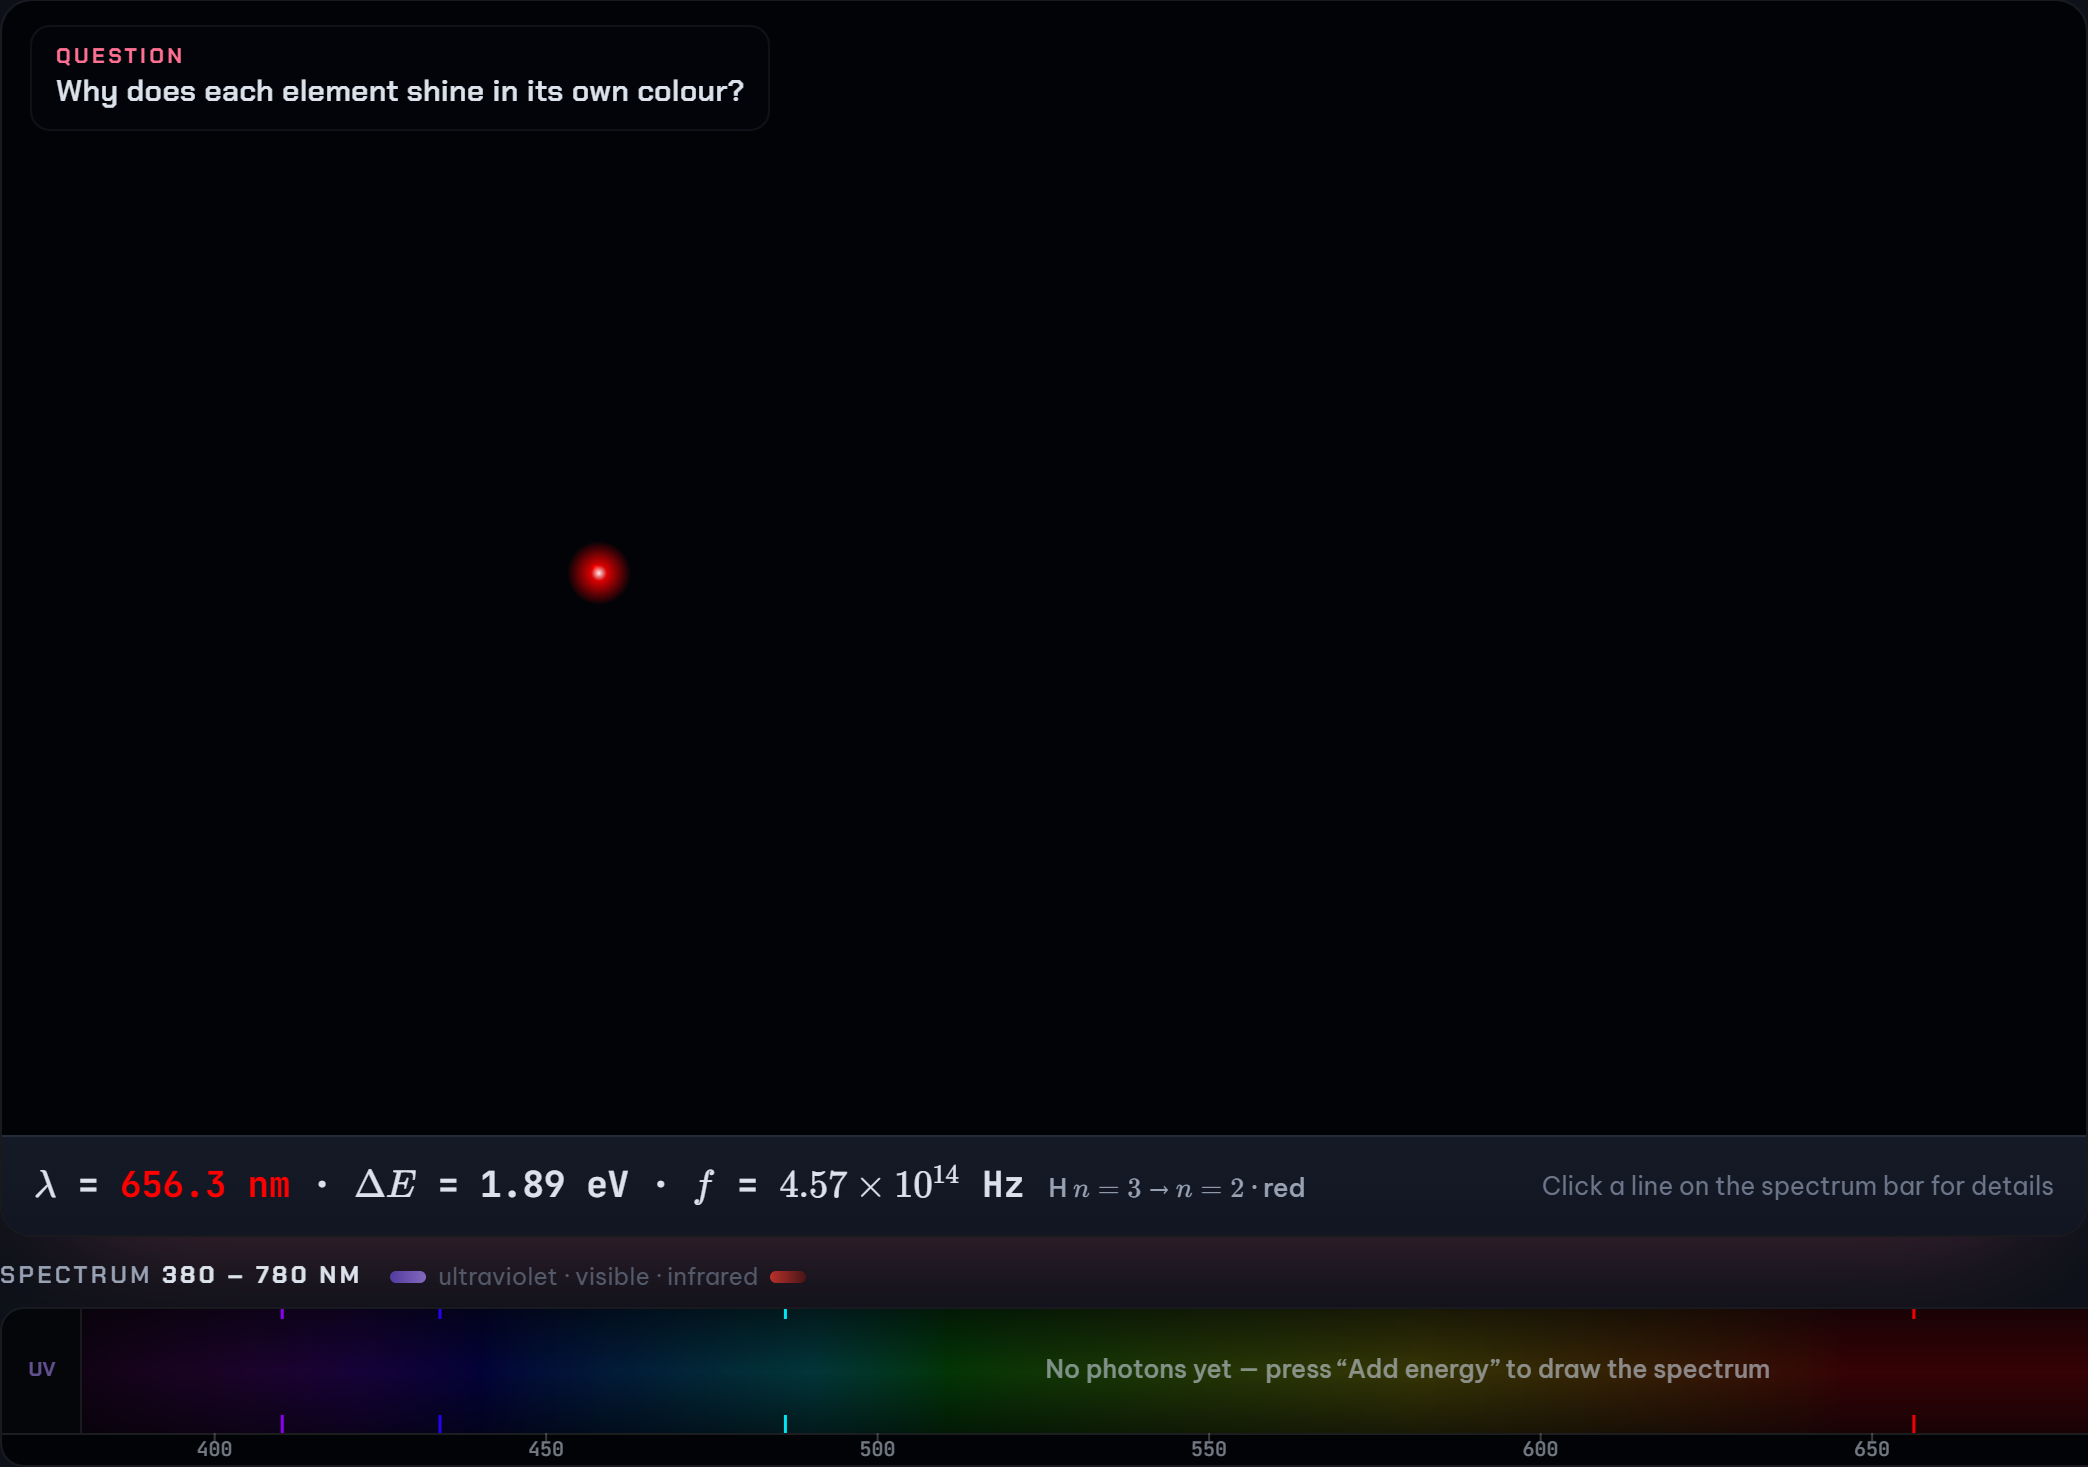 QUESTION
Why does each element shine in its own colour?
λ = 656.3 nm · ΔE = 1.89 eV · f = 4.57 × 10¹⁴ Hz H n = 3 → n = 2 · red
Click a line on the spectrum bar for details
SPECTRUM 380 – 780 NM ultraviolet · visible · infrared
UV
No photons yet — press “Add energy” to draw the spectrum
400 450 500 550 600 650